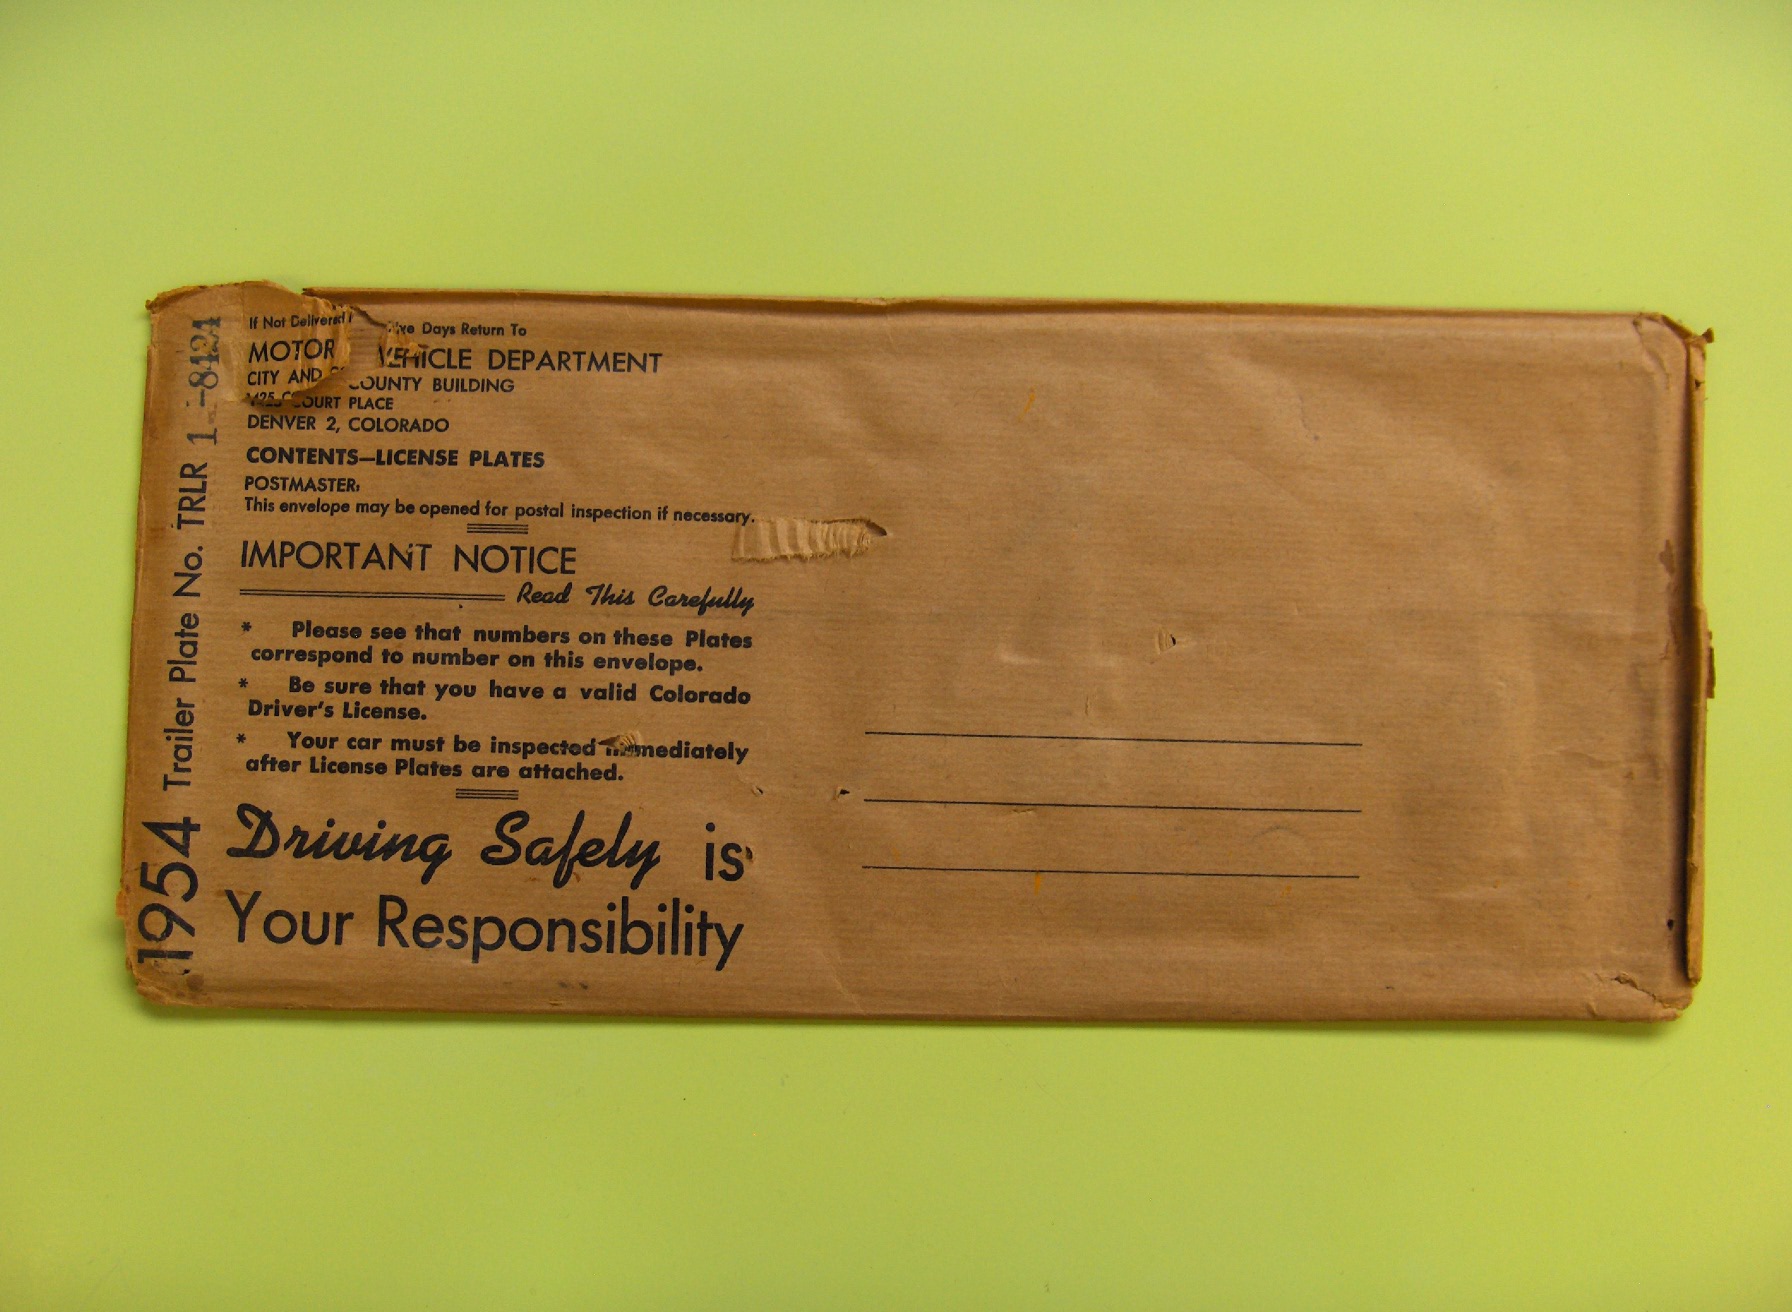 If Not Delivered Five Days Return To
MOTOR VEHICLE DEPARTMENT
CITY AND COUNTY BUILDING
1425 COURT PLACE
DENVER 2, COLORADO
CONTENTS—LICENSE PLATES
POSTMASTER:
This envelope may be opened for postal inspection if necessary.
IMPORTANT NOTICE
Read This Carefully
* Please see that numbers on these Plates
correspond to number on this envelope.
* Be sure that you have a valid Colorado
Driver's License.
* Your car must be inspected immediately
after License Plates are attached.
Driving Safely is
Your Responsibility
1954 Trailer Plate No. TRLR 1-8421